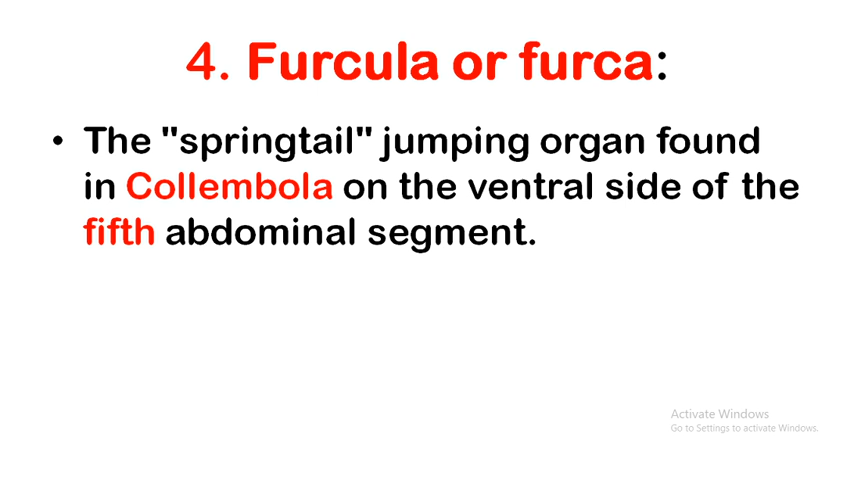 4. Furcula or furca:
• The "springtail" jumping organ found
in Collembola on the ventral side of the
fifth abdominal segment.
Activate Windows
Go to Settings to activate Windows.